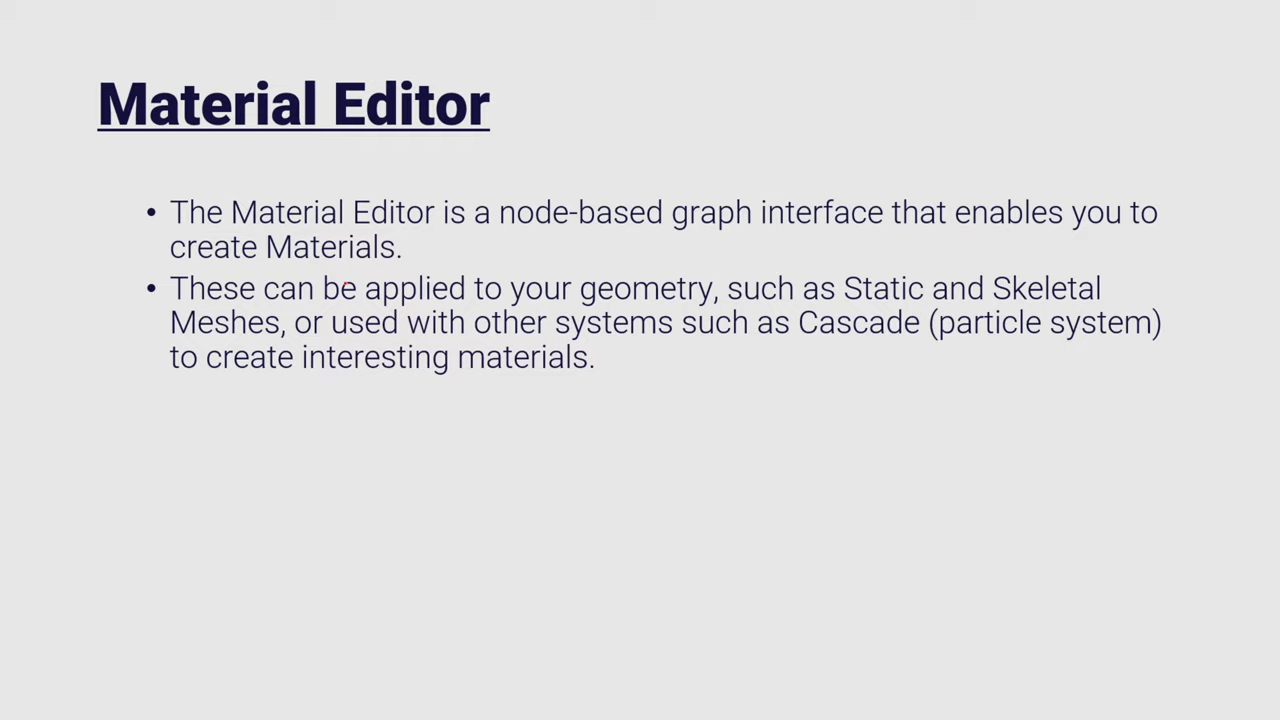 Material Editor
• The Material Editor is a node-based graph interface that enables you to
create Materials.
• These can be applied to your geometry, such as Static and Skeletal
Meshes, or used with other systems such as Cascade (particle system)
to create interesting materials.